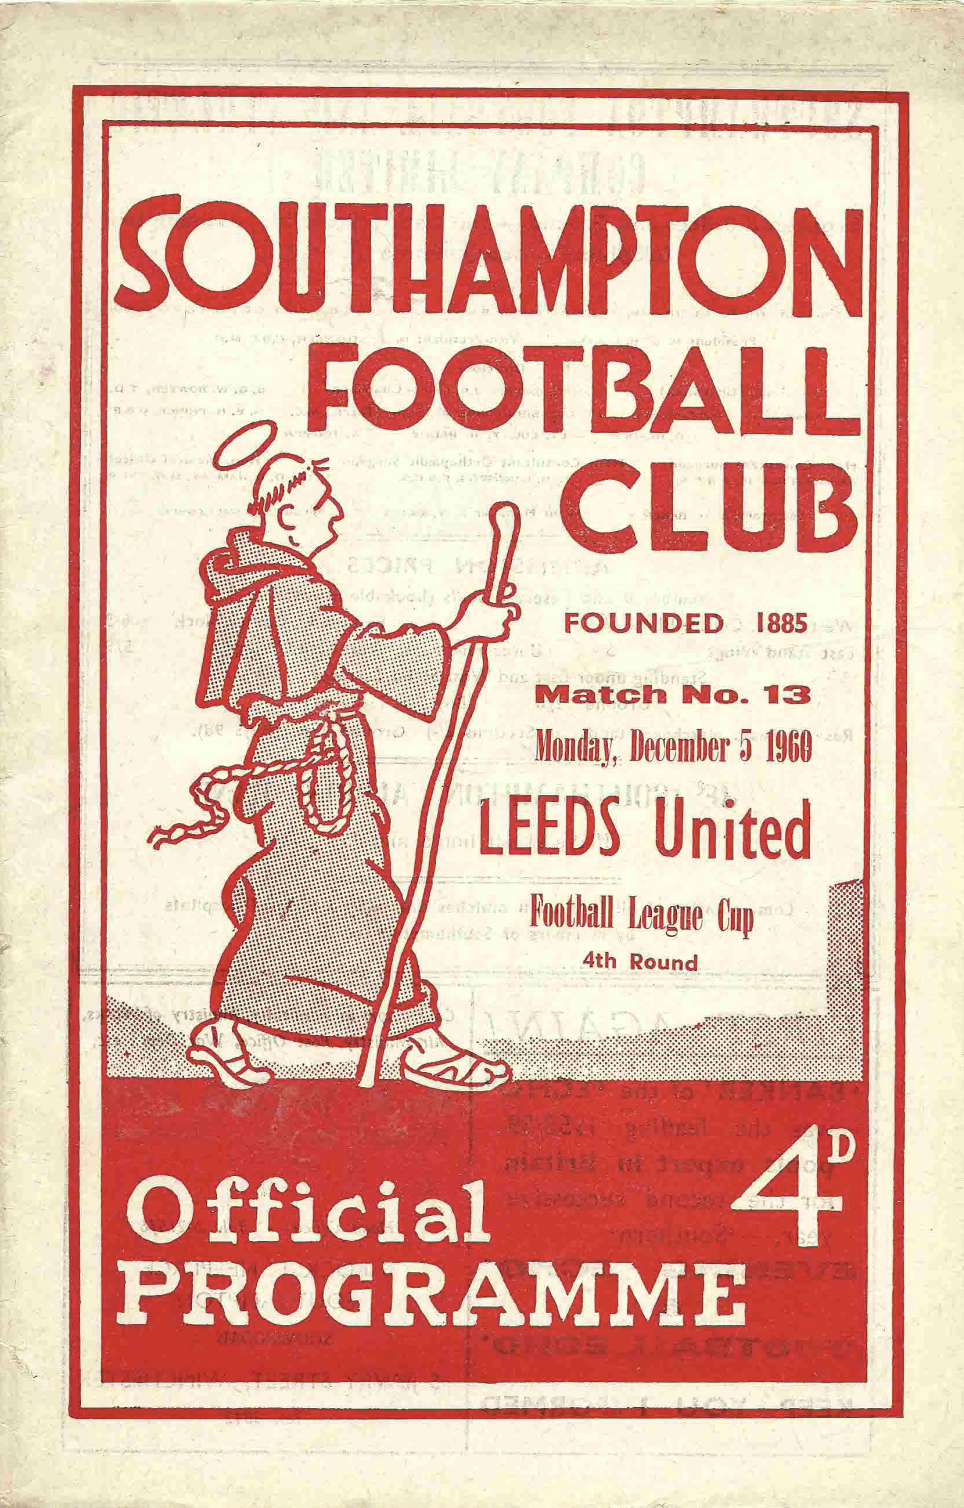 SOUTHAMPTON
FOOTBALL
CLUB
FOUNDED 1885
Match No. 13
Monday, December 5 1960
LEEDS United
Football League Cup
4th Round
4D
Official
PROGRAMME